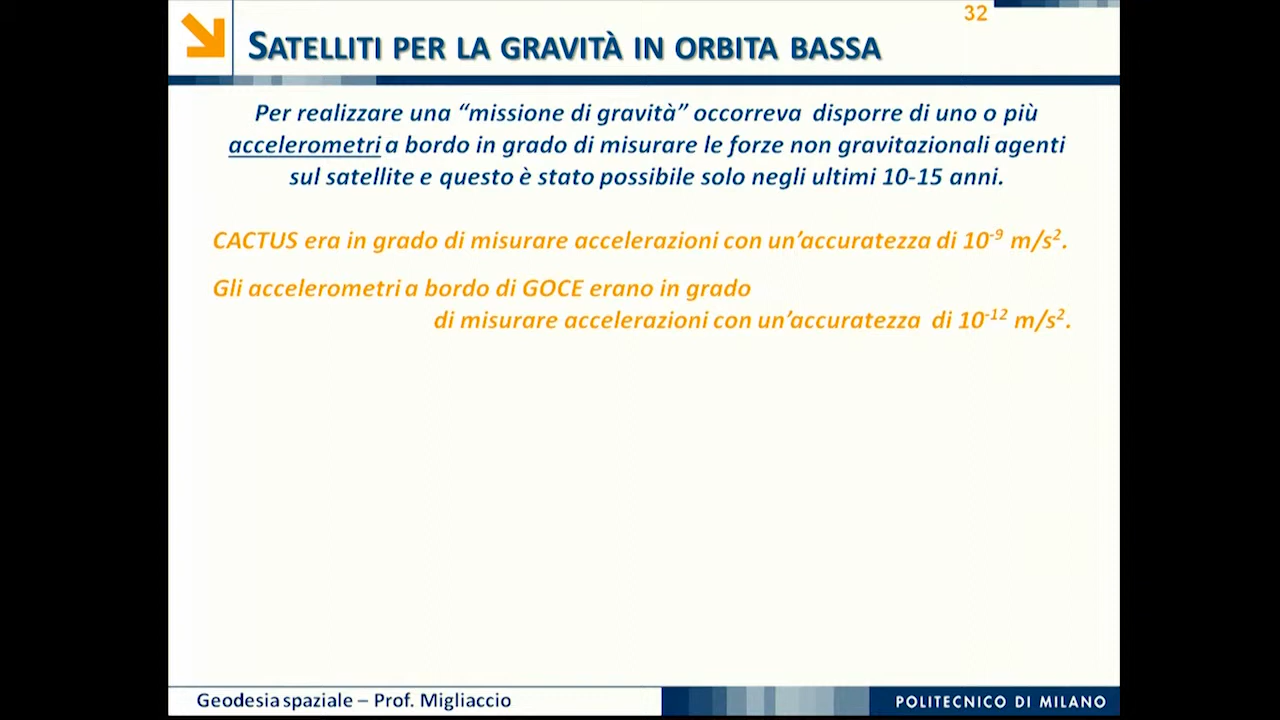 32
SATELLITI PER LA GRAVITÀ IN ORBITA BASSA
Per realizzare una “missione di gravità” occorreva disporre di uno o più
accelerometri a bordo in grado di misurare le forze non gravitazionali agenti
sul satellite e questo è stato possibile solo negli ultimi 10-15 anni.
CACTUS era in grado di misurare accelerazioni con un’accuratezza di 10⁻⁹ m/s².
Gli accelerometri a bordo di GOCE erano in grado
di misurare accelerazioni con un’accuratezza di 10⁻¹² m/s².
Geodesia spaziale – Prof. Migliaccio
POLITECNICO DI MILANO